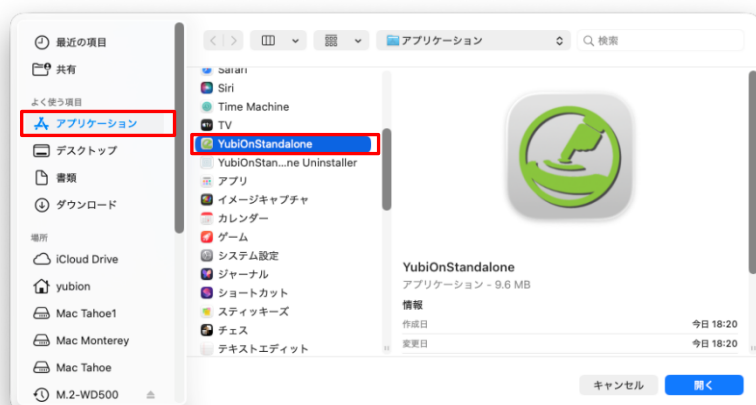 最近の項目
共有
よく使う項目
アプリケーション
デスクトップ
書類
ダウンロード
場所
iCloud Drive
yubion
Mac Tahoe1
Mac Monterey
Mac Tahoe
M.2-WD500
アプリケーション
検索
Safari
Siri
Time Machine
TV
YubiOnStandalone
YubiOnStan...ne Uninstaller
アプリ
イメージキャプチャ
カレンダー
ゲーム
システム設定
ジャーナル
ショートカット
スティッキーズ
チェス
テキストエディット
YubiOnStandalone
アプリケーション - 9.6 MB
情報
作成日 今日 18:20
変更日 今日 18:20
キャンセル
開く